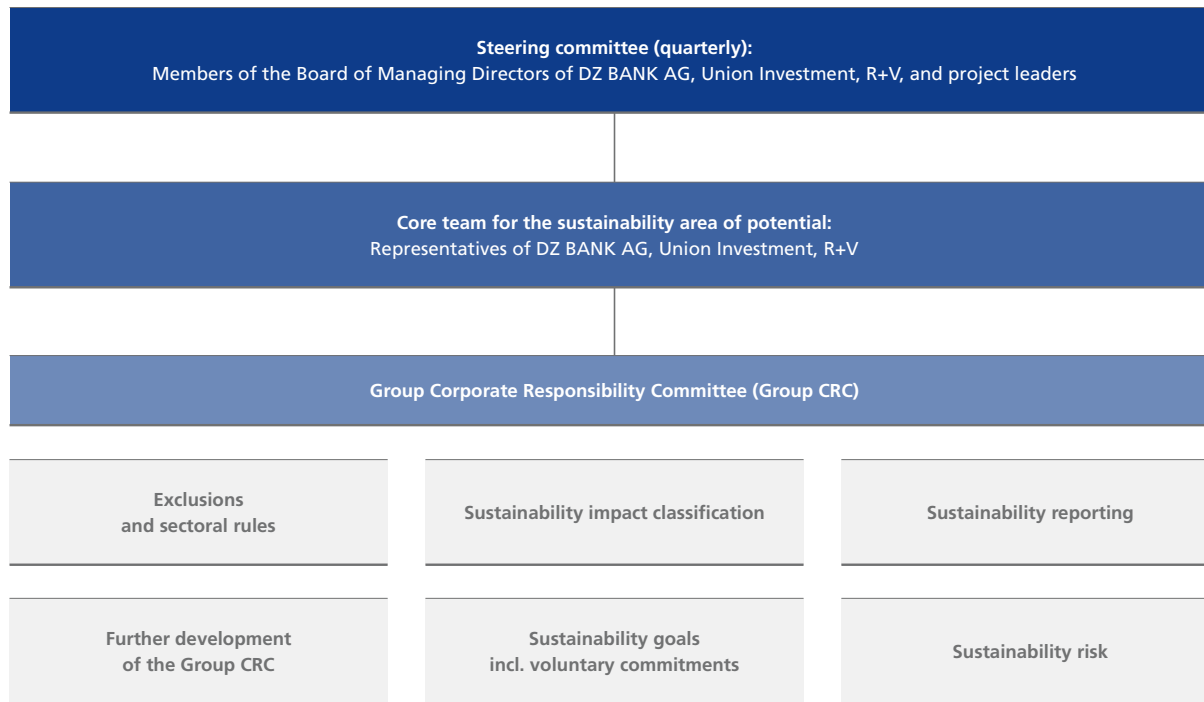 Steering committee (quarterly):
Members of the Board of Managing Directors of DZ BANK AG, Union Investment, R+V, and project leaders
Core team for the sustainability area of potential:
Representatives of DZ BANK AG, Union Investment, R+V
Group Corporate Responsibility Committee (Group CRC)
Exclusions
and sectoral rules
Sustainability impact classification
Sustainability reporting
Further development
of the Group CRC
Sustainability goals
incl. voluntary commitments
Sustainability risk